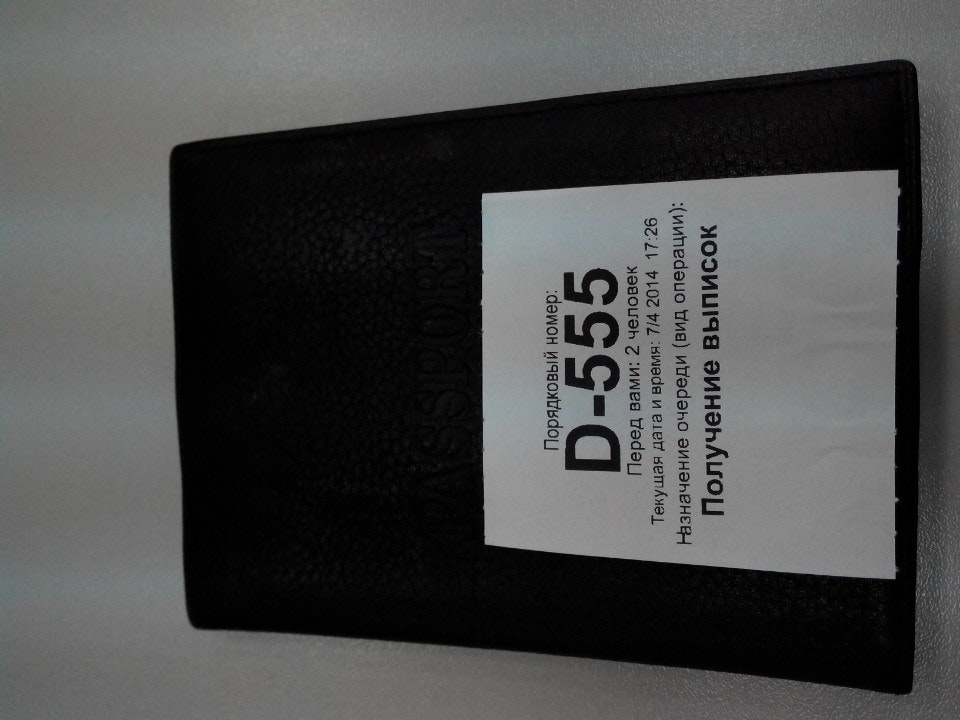 PASSPORT
Порядковый номер:
D-555
Перед вами: 2 человек
Текущая дата и время: 7/4 2014 17:26
Назначение очереди (вид операции):
Получение выписок